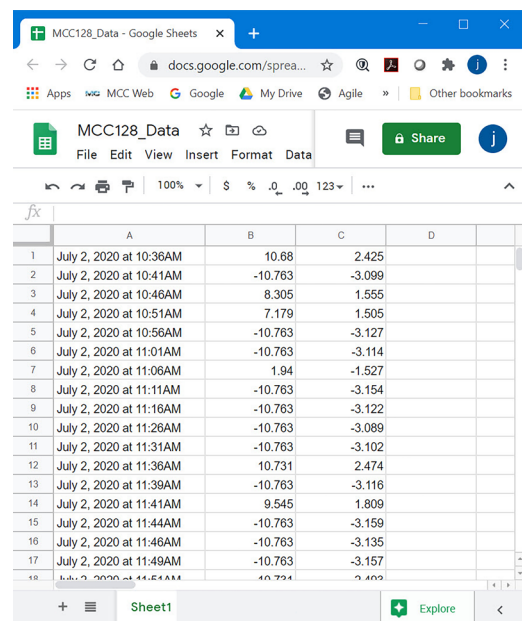 MCC128_Data - Google Sheets
docs.google.com/sprea...
j
Apps MG MCC Web G Google My Drive Agile » Other bookmarks
MCC128_Data
Share
j
File Edit View Insert Format Data
100% $ % .0 .00 123
fx
A B C D
1 July 2, 2020 at 10:36AM 10.68 2.425
2 July 2, 2020 at 10:41AM -10.763 -3.099
3 July 2, 2020 at 10:46AM 8.305 1.555
4 July 2, 2020 at 10:51AM 7.179 1.505
5 July 2, 2020 at 10:56AM -10.763 -3.127
6 July 2, 2020 at 11:01AM -10.763 -3.114
7 July 2, 2020 at 11:06AM 1.94 -1.527
8 July 2, 2020 at 11:11AM -10.763 -3.154
9 July 2, 2020 at 11:16AM -10.763 -3.122
10 July 2, 2020 at 11:26AM -10.763 -3.089
11 July 2, 2020 at 11:31AM -10.763 -3.102
12 July 2, 2020 at 11:36AM 10.731 2.474
13 July 2, 2020 at 11:39AM -10.763 -3.116
14 July 2, 2020 at 11:41AM 9.545 1.809
15 July 2, 2020 at 11:44AM -10.763 -3.159
16 July 2, 2020 at 11:46AM -10.763 -3.135
17 July 2, 2020 at 11:49AM -10.763 -3.157
18 July 2, 2020 at 11:51AM
Sheet1
Explore